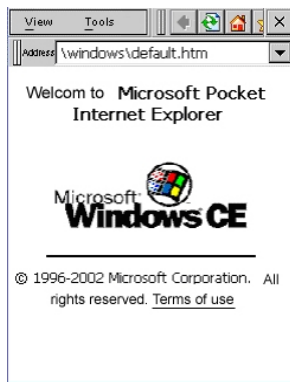 View Tools
Address \windows\default.htm
Welcom to Microsoft Pocket
Internet Explorer
Microsoft
Windows CE
© 1996-2002 Microsoft Corporation. All
rights reserved. Terms of use